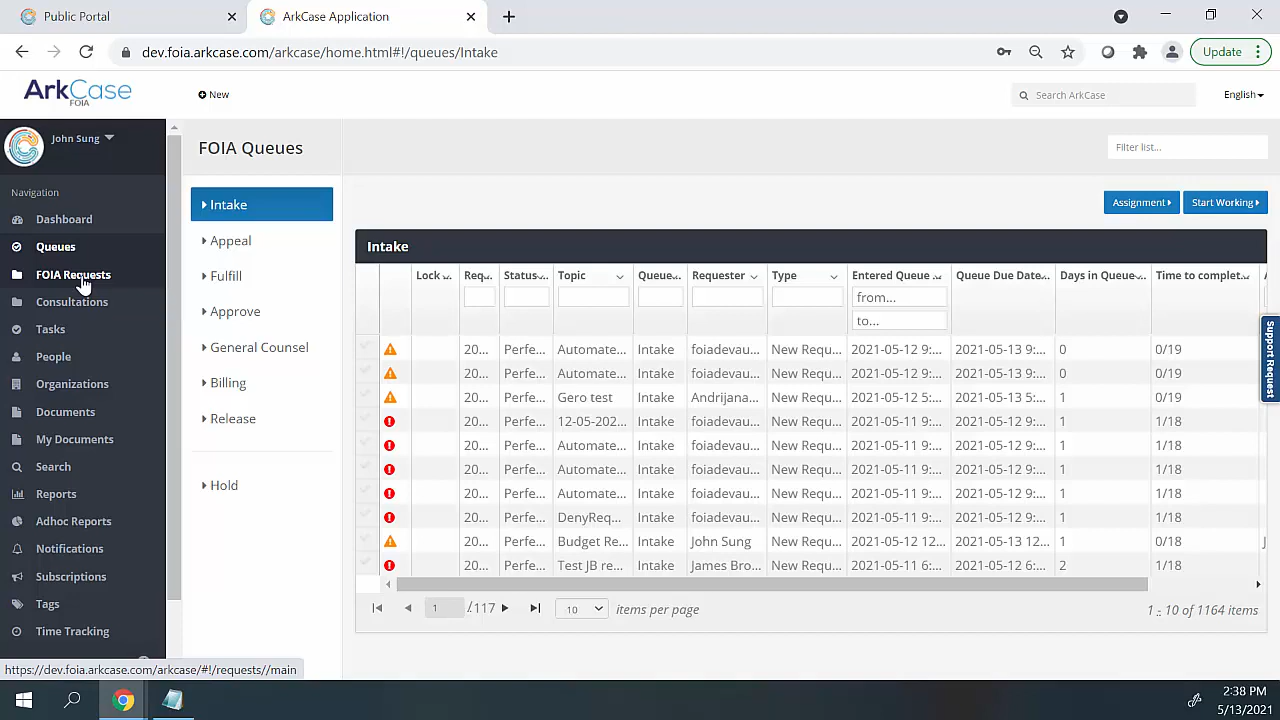 Public Portal
ArkCase Application
dev.foia.arkcase.com/arkcase/home.html#!/queues/Intake
Update
ArkCase
FOIA
New
Search ArkCase
English
John Sung
Navigation
Dashboard
Queues
FOIA Requests
Consultations
Tasks
People
Organizations
Documents
My Documents
Search
Reports
Adhoc Reports
Notifications
Subscriptions
Tags
Time Tracking
https://dev.foia.arkcase.com/arkcase/#!/requests//main
FOIA Queues
Intake
Appeal
Fulfill
Approve
General Counsel
Billing
Release
Hold
Filter list...
Assignment
Start Working
Intake
Lock ... Req... Status... Topic Queue... Requester Type Entered Queue ... Queue Due Date... Days in Queue... Time to complet...
from...
to...
20... Perfe... Automate... Intake foiadevau... New Requ... 2021-05-12 9:... 2021-05-13 9:... 0 0/19
20... Perfe... Automate... Intake foiadevau... New Requ... 2021-05-12 9:... 2021-05-13 9:... 0 0/19
20... Perfe... Gero test Intake Andrijana... New Requ... 2021-05-12 5:... 2021-05-13 5:... 1 0/19
20... Perfe... 12-05-202... Intake foiadevau... New Requ... 2021-05-11 9:... 2021-05-12 9:... 1 1/18
20... Perfe... Automate... Intake foiadevau... New Requ... 2021-05-11 9:... 2021-05-12 9:... 1 1/18
20... Perfe... Automate... Intake foiadevau... New Requ... 2021-05-11 9:... 2021-05-12 9:... 1 1/18
20... Perfe... Automate... Intake foiadevau... New Requ... 2021-05-11 9:... 2021-05-12 9:... 1 1/18
20... Perfe... DenyReq... Intake foiadevau... New Requ... 2021-05-11 9:... 2021-05-12 9:... 1 1/18
20... Perfe... Budget Re... Intake John Sung New Requ... 2021-05-12 12... 2021-05-13 12... 1 0/18 J
20... Perfe... Test JB re... Intake James Bro... New Requ... 2021-05-11 6:... 2021-05-12 6:... 2 1/18
1 /117 10 items per page 1 - 10 of 1164 items
Support Request
2:38 PM
5/13/2021